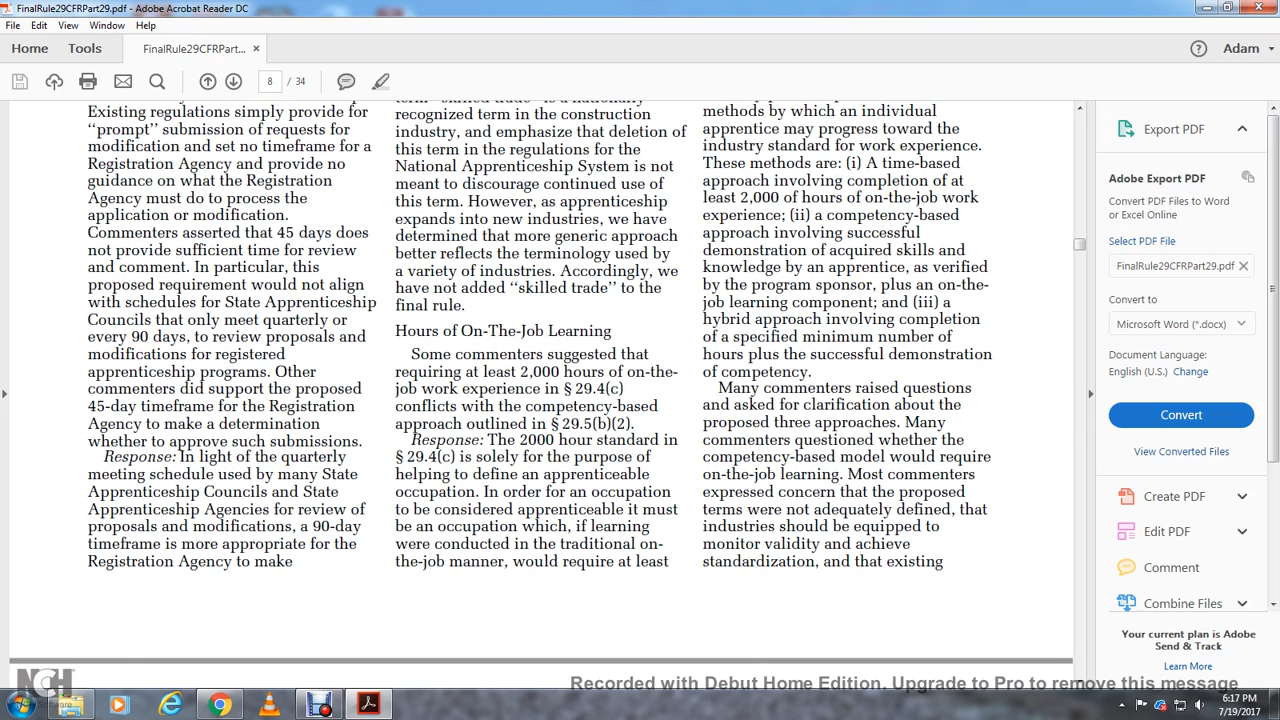 FinalRule29CFRPart29.pdf - Adobe Acrobat Reader DC
File Edit View Window Help
Home Tools FinalRule29CFRPart... × Adam
8 / 34
Existing regulations simply provide for
‘‘prompt’’ submission of requests for
modification and set no timeframe for a
Registration Agency and provide no
guidance on what the Registration
Agency must do to process the
application or modification.
Commenters asserted that 45 days does
not provide sufficient time for review
and comment. In particular, this
proposed requirement would not align
with schedules for State Apprenticeship
Councils that only meet quarterly or
every 90 days, to review proposals and
modifications for registered
apprenticeship programs. Other
commenters did support the proposed
45-day timeframe for the Registration
Agency to make a determination
whether to approve such submissions.
Response: In light of the quarterly
meeting schedule used by many State
Apprenticeship Councils and State
Apprenticeship Agencies for review of
proposals and modifications, a 90-day
timeframe is more appropriate for the
Registration Agency to make
term ‘‘skilled trade’’ is a nationally
recognized term in the construction
industry, and emphasize that deletion of
this term in the regulations for the
National Apprenticeship System is not
meant to discourage continued use of
this term. However, as apprenticeship
expands into new industries, we have
determined that more generic approach
better reflects the terminology used by
a variety of industries. Accordingly, we
have not added ‘‘skilled trade’’ to the
final rule.
Hours of On-The-Job Learning
Some commenters suggested that
requiring at least 2,000 hours of on-the-
job work experience in § 29.4(c)
conflicts with the competency-based
approach outlined in § 29.5(b)(2).
Response: The 2000 hour standard in
§ 29.4(c) is solely for the purpose of
helping to define an apprenticeable
occupation. In order for an occupation
to be considered apprenticeable it must
be an occupation which, if learning
were conducted in the traditional on-
the-job manner, would require at least
methods by which an individual
apprentice may progress toward the
industry standard for work experience.
These methods are: (i) A time-based
approach involving completion of at
least 2,000 of hours of on-the-job work
experience; (ii) a competency-based
approach involving successful
demonstration of acquired skills and
knowledge by an apprentice, as verified
by the program sponsor, plus an on-the-
job learning component; and (iii) a
hybrid approach involving completion
of a specified minimum number of
hours plus the successful demonstration
of competency.
Many commenters raised questions
and asked for clarification about the
proposed three approaches. Many
commenters questioned whether the
competency-based model would require
on-the-job learning. Most commenters
expressed concern that the proposed
terms were not adequately defined, that
industries should be equipped to
monitor validity and achieve
standardization, and that existing
Export PDF
Adobe Export PDF
Convert PDF Files to Word
or Excel Online
Select PDF File
FinalRule29CFRPart29.pdf
Convert to
Microsoft Word (*.docx)
Document Language:
English (U.S.) Change
Convert
View Converted Files
Create PDF
Edit PDF
Comment
Combine Files
Your current plan is Adobe
Send & Track
Learn More
NCH
Software
Recorded with Debut Home Edition. Upgrade to Pro to remove this message
6:17 PM
7/19/2017